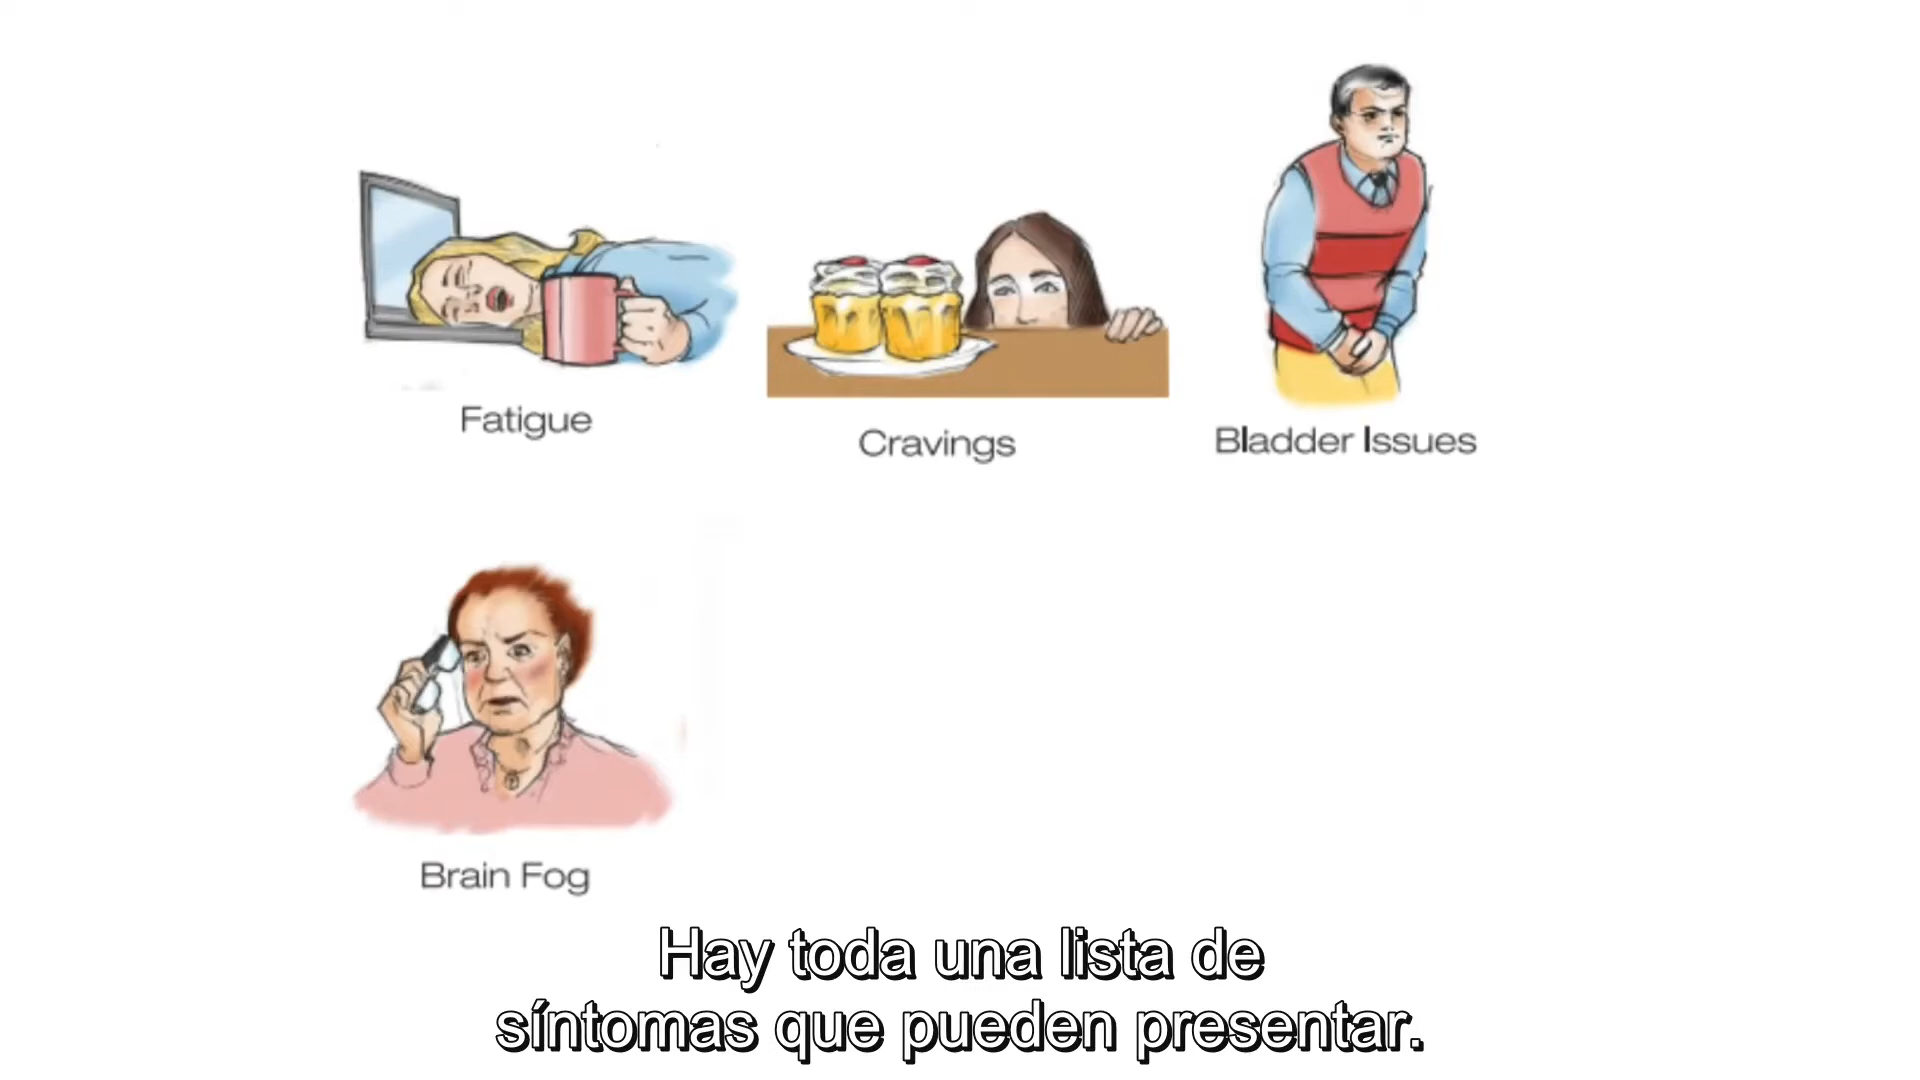 Fatigue
Cravings
Bladder Issues
Brain Fog
Hay toda una lista de
síntomas que pueden presentar.